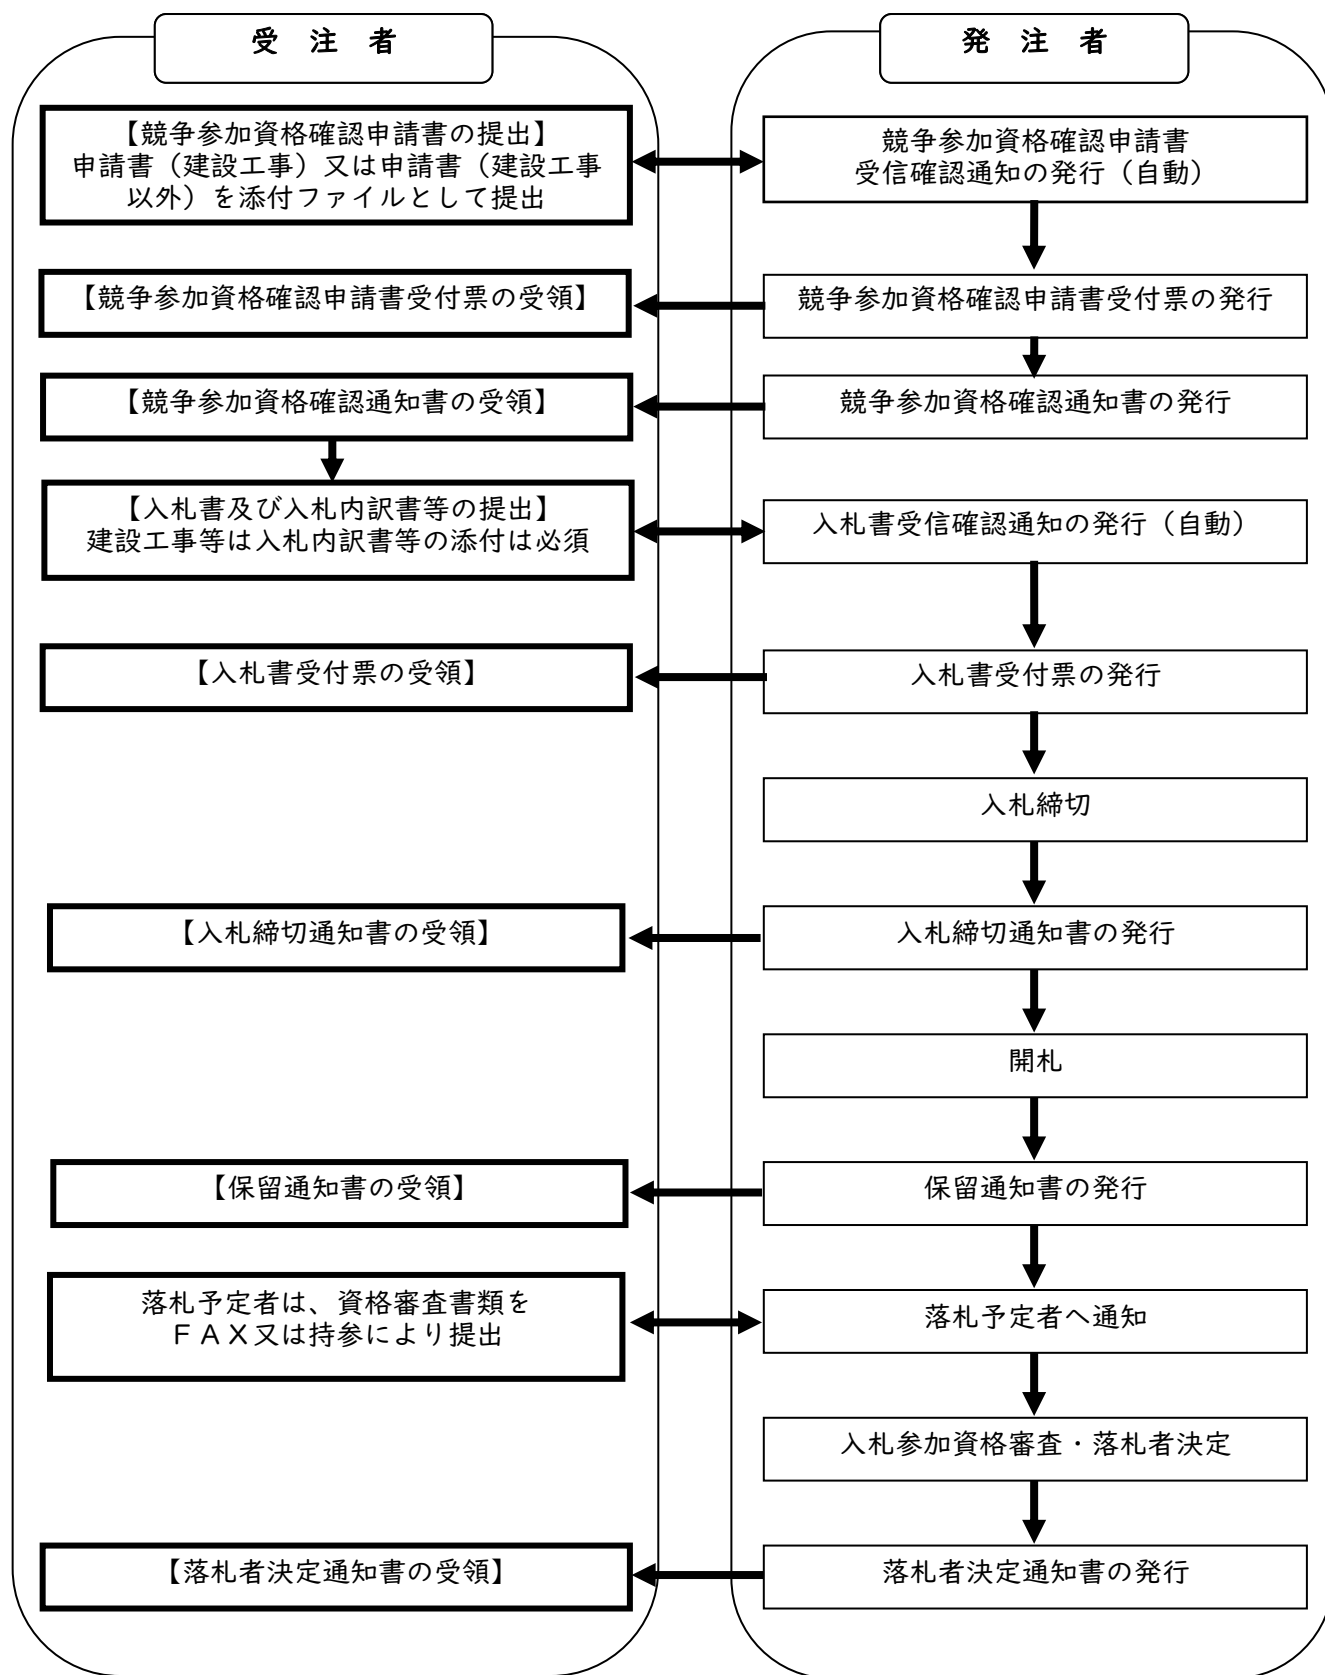 受 注 者
発 注 者
【競争参加資格確認申請書の提出】
申請書（建設工事）又は申請書（建設工事
以外）を添付ファイルとして提出
競争参加資格確認申請書
受信確認通知の発行（自動）
【競争参加資格確認申請書受付票の受領】
競争参加資格確認申請書受付票の発行
【競争参加資格確認通知書の受領】
競争参加資格確認通知書の発行
【入札書及び入札内訳書等の提出】
建設工事等は入札内訳書等の添付は必須
入札書受信確認通知の発行（自動）
【入札書受付票の受領】
入札書受付票の発行
入札締切
【入札締切通知書の受領】
入札締切通知書の発行
開札
【保留通知書の受領】
保留通知書の発行
落札予定者は、資格審査書類を
ＦＡＸ又は持参により提出
落札予定者へ通知
入札参加資格審査・落札者決定
【落札者決定通知書の受領】
落札者決定通知書の発行